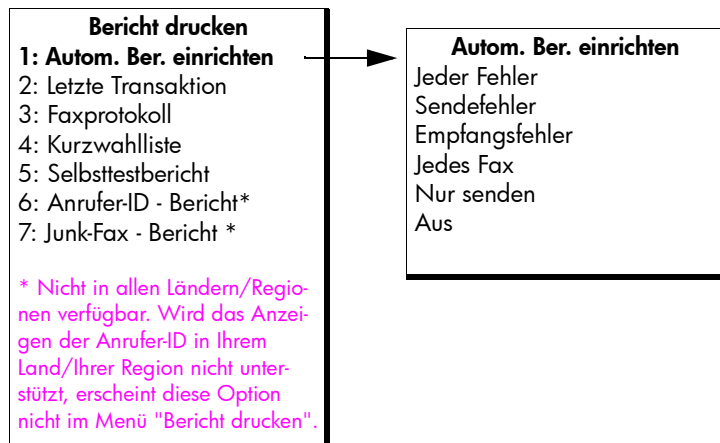 Bericht drucken
1: Autom. Ber. einrichten
2: Letzte Transaktion
3: Faxprotokoll
4: Kurzwahlliste
5: Selbsttestbericht
6: Anrufer-ID - Bericht*
7: Junk-Fax - Bericht *
* Nicht in allen Ländern/Regio-
nen verfügbar. Wird das Anzei-
gen der Anrufer-ID in Ihrem
Land/Ihrer Region nicht unter-
stützt, erscheint diese Option
nicht im Menü "Bericht drucken".
Autom. Ber. einrichten
Jeder Fehler
Sendefehler
Empfangsfehler
Jedes Fax
Nur senden
Aus